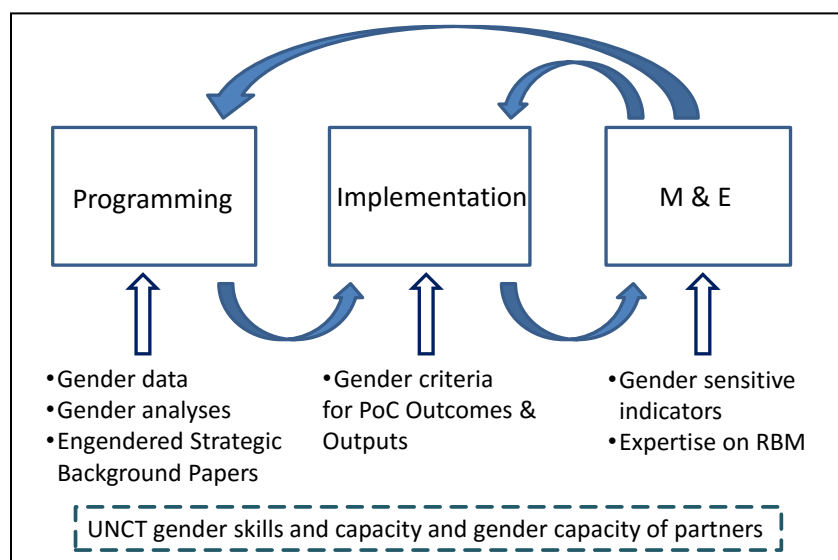 Programming
Implementation
M & E
•Gender data
•Gender analyses
•Engendered Strategic
Background Papers
•Gender criteria
for PoC Outcomes &
Outputs
•Gender sensitive
indicators
•Expertise on RBM
UNCT gender skills and capacity and gender capacity of partners